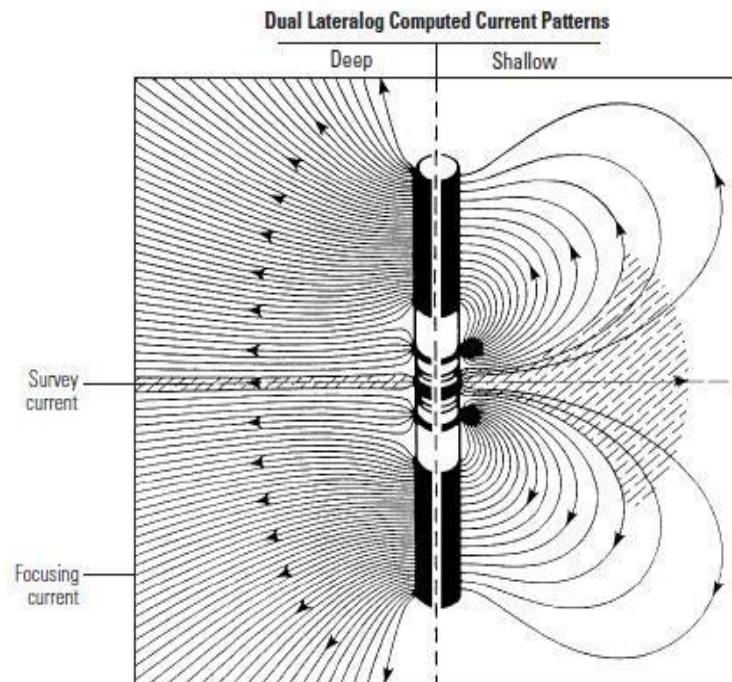 Dual Laterolog Computed Current Patterns
Deep
Shallow
Survey
current
Focusing
current